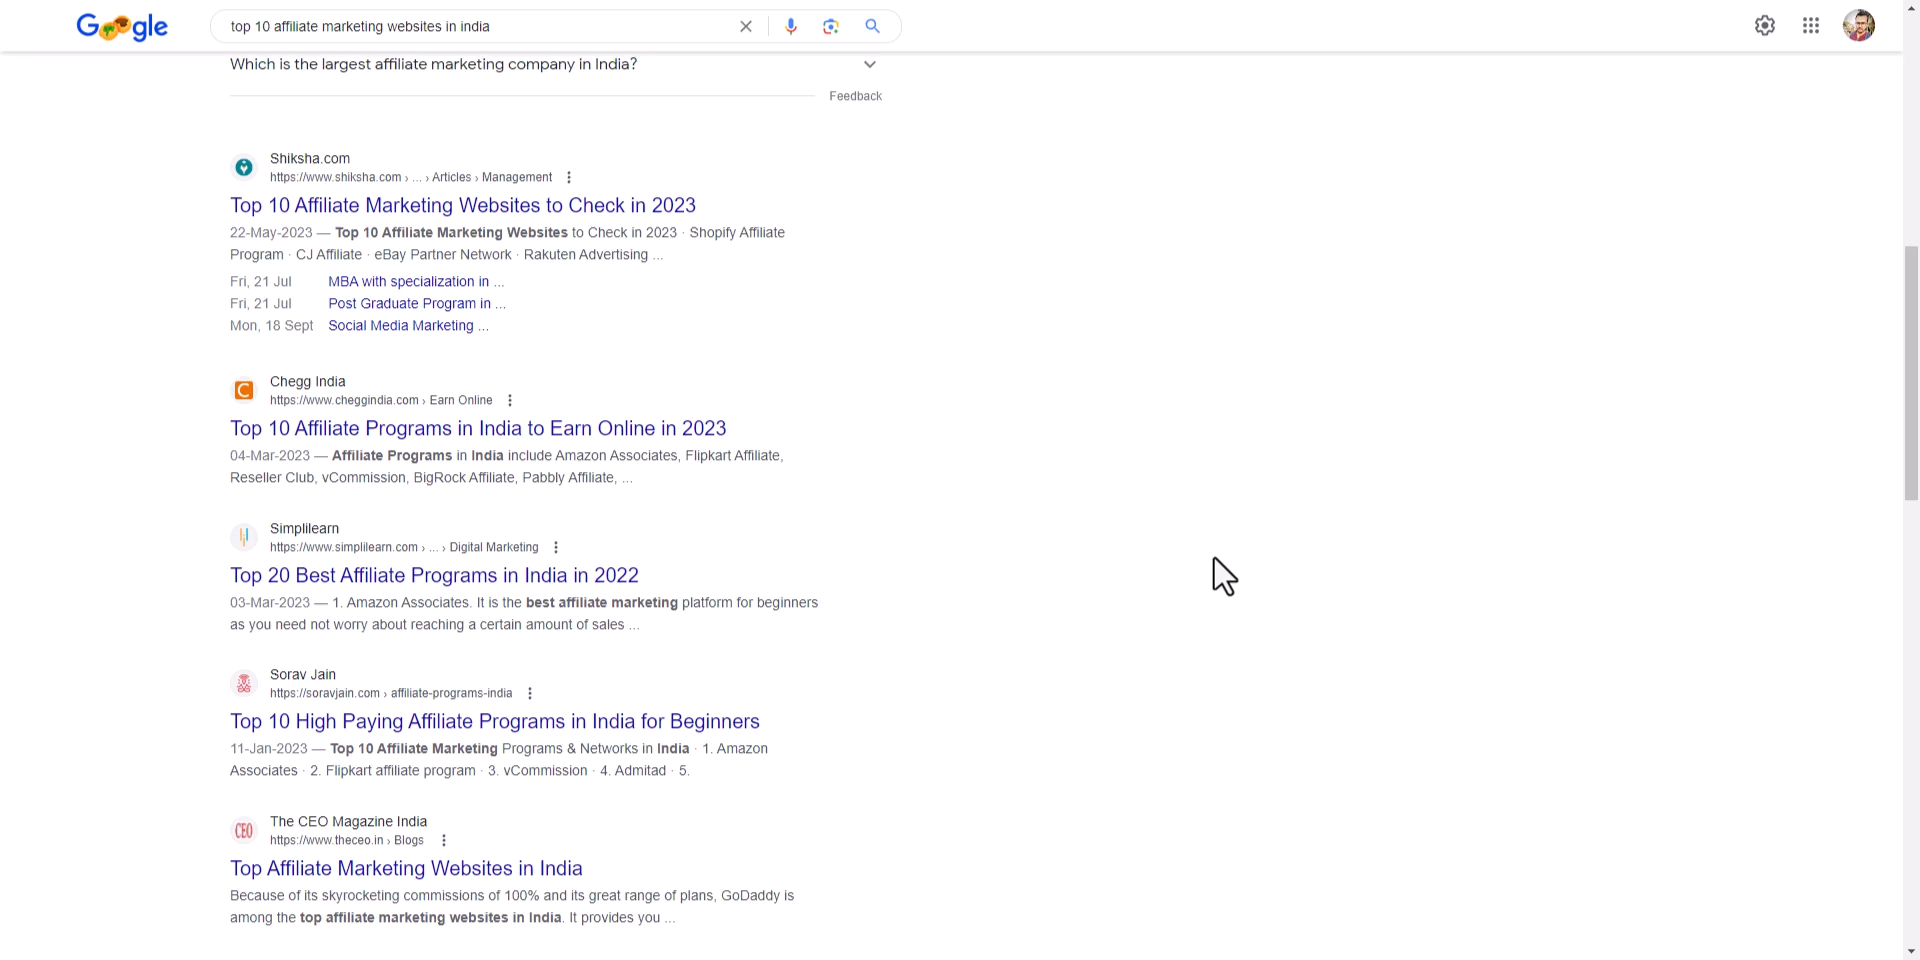 Google
top 10 affiliate marketing websites in india
Which is the largest affiliate marketing company in India?
Feedback
Shiksha.com
https://www.shiksha.com › ... › Articles › Management
Top 10 Affiliate Marketing Websites to Check in 2023
22-May-2023 — Top 10 Affiliate Marketing Websites to Check in 2023 · Shopify Affiliate
Program · CJ Affiliate · eBay Partner Network · Rakuten Advertising ...
Fri, 21 Jul MBA with specialization in ...
Fri, 21 Jul Post Graduate Program in ...
Mon, 18 Sept Social Media Marketing ...
C
Chegg India
https://www.cheggindia.com › Earn Online
Top 10 Affiliate Programs in India to Earn Online in 2023
04-Mar-2023 — Affiliate Programs in India include Amazon Associates, Flipkart Affiliate,
Reseller Club, vCommission, BigRock Affiliate, Pabbly Affiliate, ...
Simplilearn
https://www.simplilearn.com › ... › Digital Marketing
Top 20 Best Affiliate Programs in India in 2022
03-Mar-2023 — 1. Amazon Associates. It is the best affiliate marketing platform for beginners
as you need not worry about reaching a certain amount of sales ...
Sorav Jain
https://soravjain.com › affiliate-programs-india
Top 10 High Paying Affiliate Programs in India for Beginners
11-Jan-2023 — Top 10 Affiliate Marketing Programs & Networks in India · 1. Amazon
Associates · 2. Flipkart affiliate program · 3. vCommission · 4. Admitad · 5.
CEO
The CEO Magazine India
https://www.theceo.in › Blogs
Top Affiliate Marketing Websites in India
Because of its skyrocketing commissions of 100% and its great range of plans, GoDaddy is
among the top affiliate marketing websites in India. It provides you ...